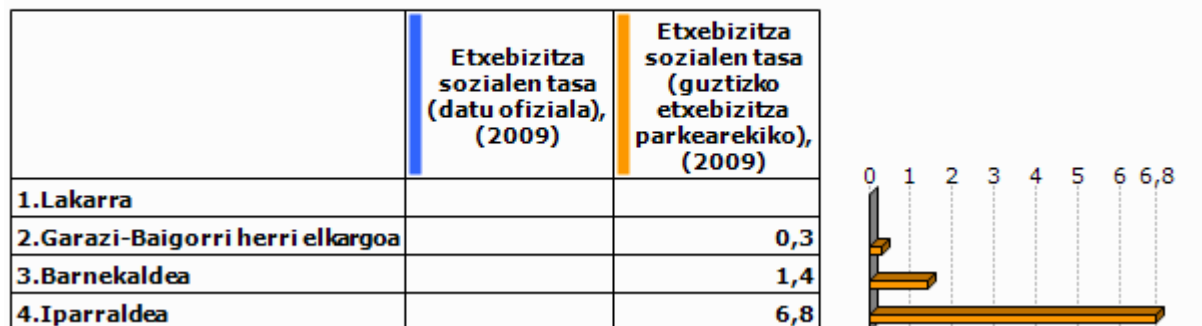 Etxebizitza
sozialen tasa
(datu ofiziala),
(2009)
Etxebizitza
sozialen tasa
(guztizko
etxebizitza
parkearekiko),
(2009)
0 1 2 3 4 5 6 6,8
1.Lakarra
2.Garazi-Baigorri herri elkargoa 0,3
3.Barnekaldea 1,4
4.Iparraldea 6,8